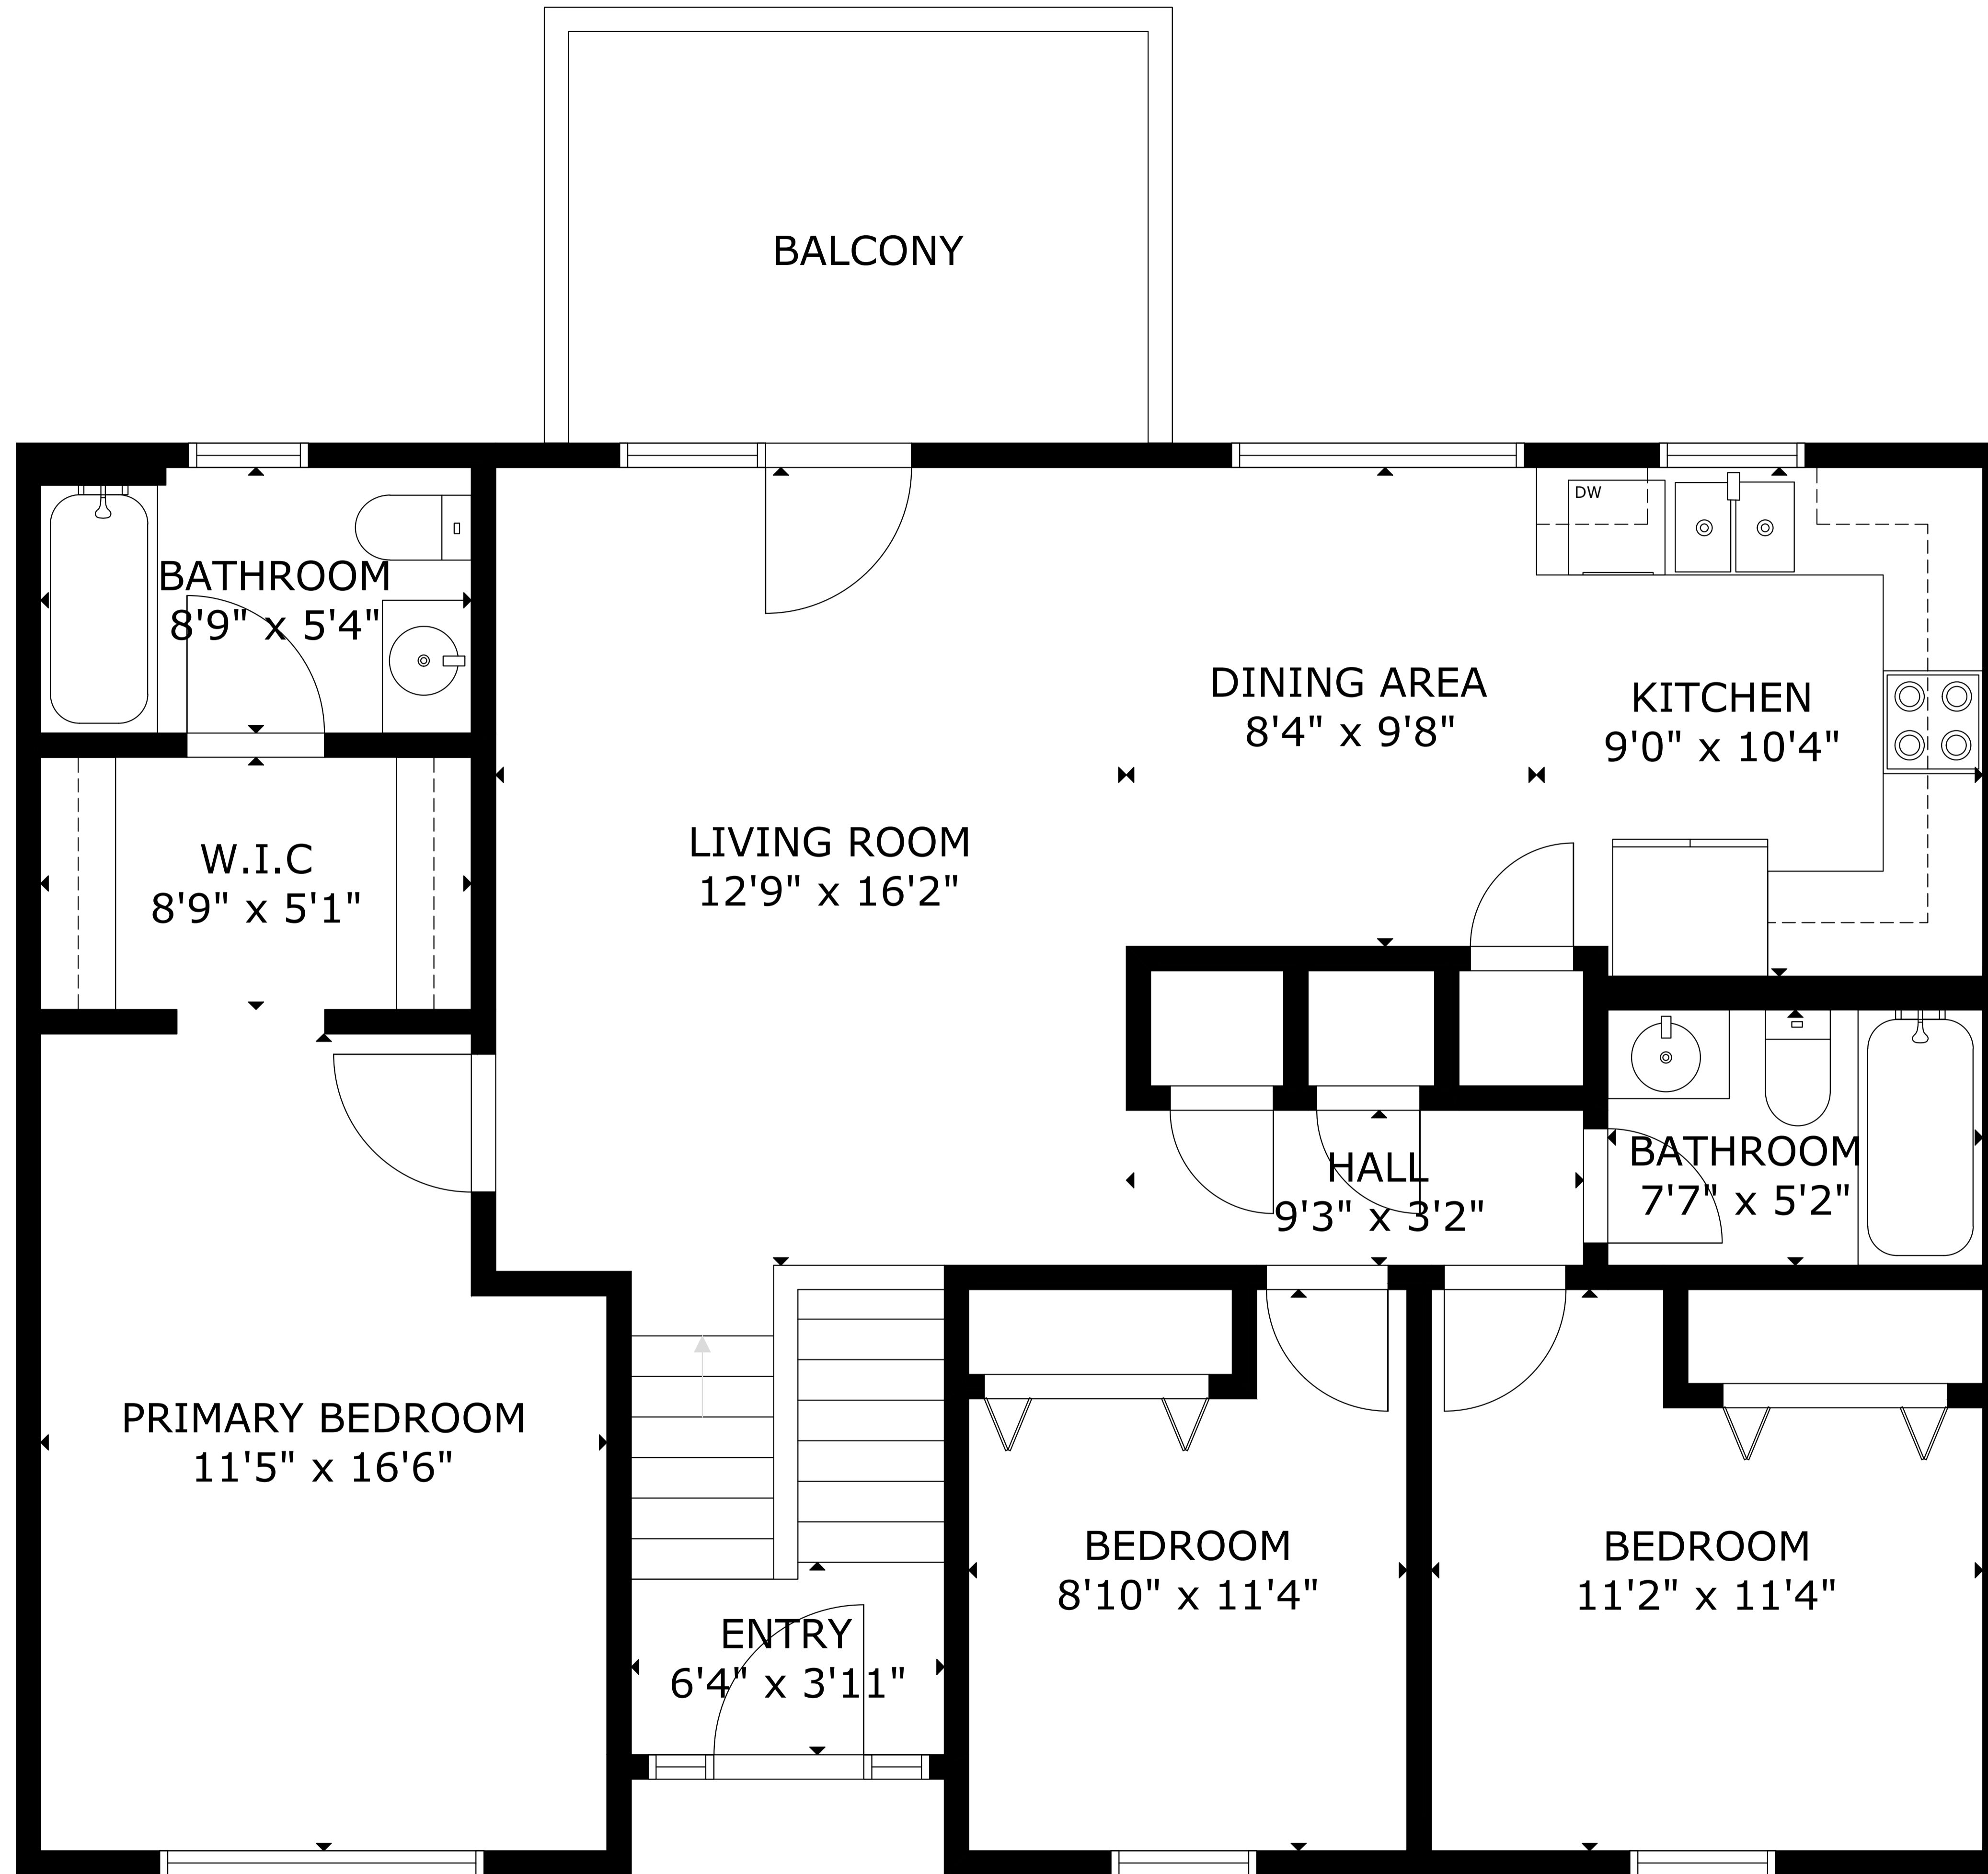 BALCONY
DW
BATHROOM
8'9" x 5'4"
DINING AREA
8'4" x 9'8"
KITCHEN
9'0" x 10'4"
LIVING ROOM
12'9" x 16'2"
W.I.C
8'9" x 5'1"
HALL
9'3" x 3'2"
BATHROOM
7'7" x 5'2"
PRIMARY BEDROOM
11'5" x 16'6"
BEDROOM
8'10" x 11'4"
BEDROOM
11'2" x 11'4"
ENTRY
6'4" x 3'11"